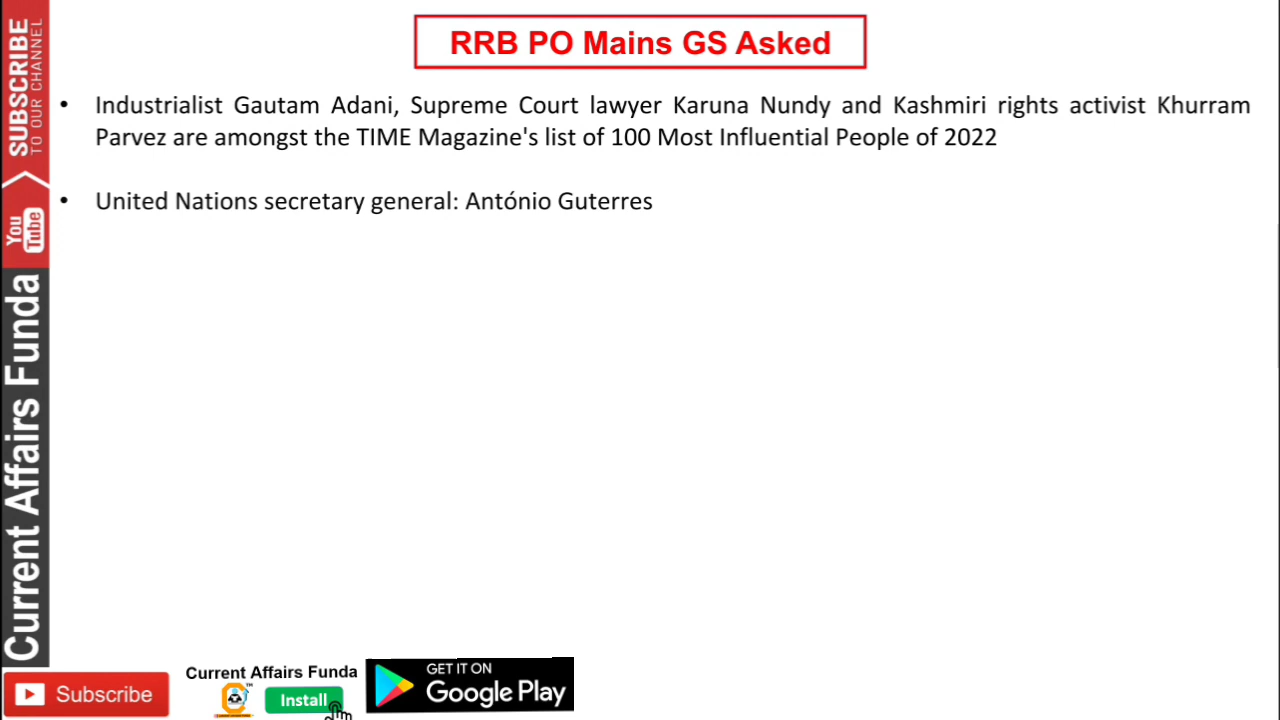 RRB PO Mains GS Asked
• Industrialist Gautam Adani, Supreme Court lawyer Karuna Nundy and Kashmiri rights activist Khurram
Parvez are amongst the TIME Magazine's list of 100 Most Influential People of 2022
• United Nations secretary general: António Guterres
SUBSCRIBE
TO OUR CHANNEL
You
Tube
Current Affairs Funda
Subscribe
Current Affairs Funda
Install
GET IT ON
Google Play